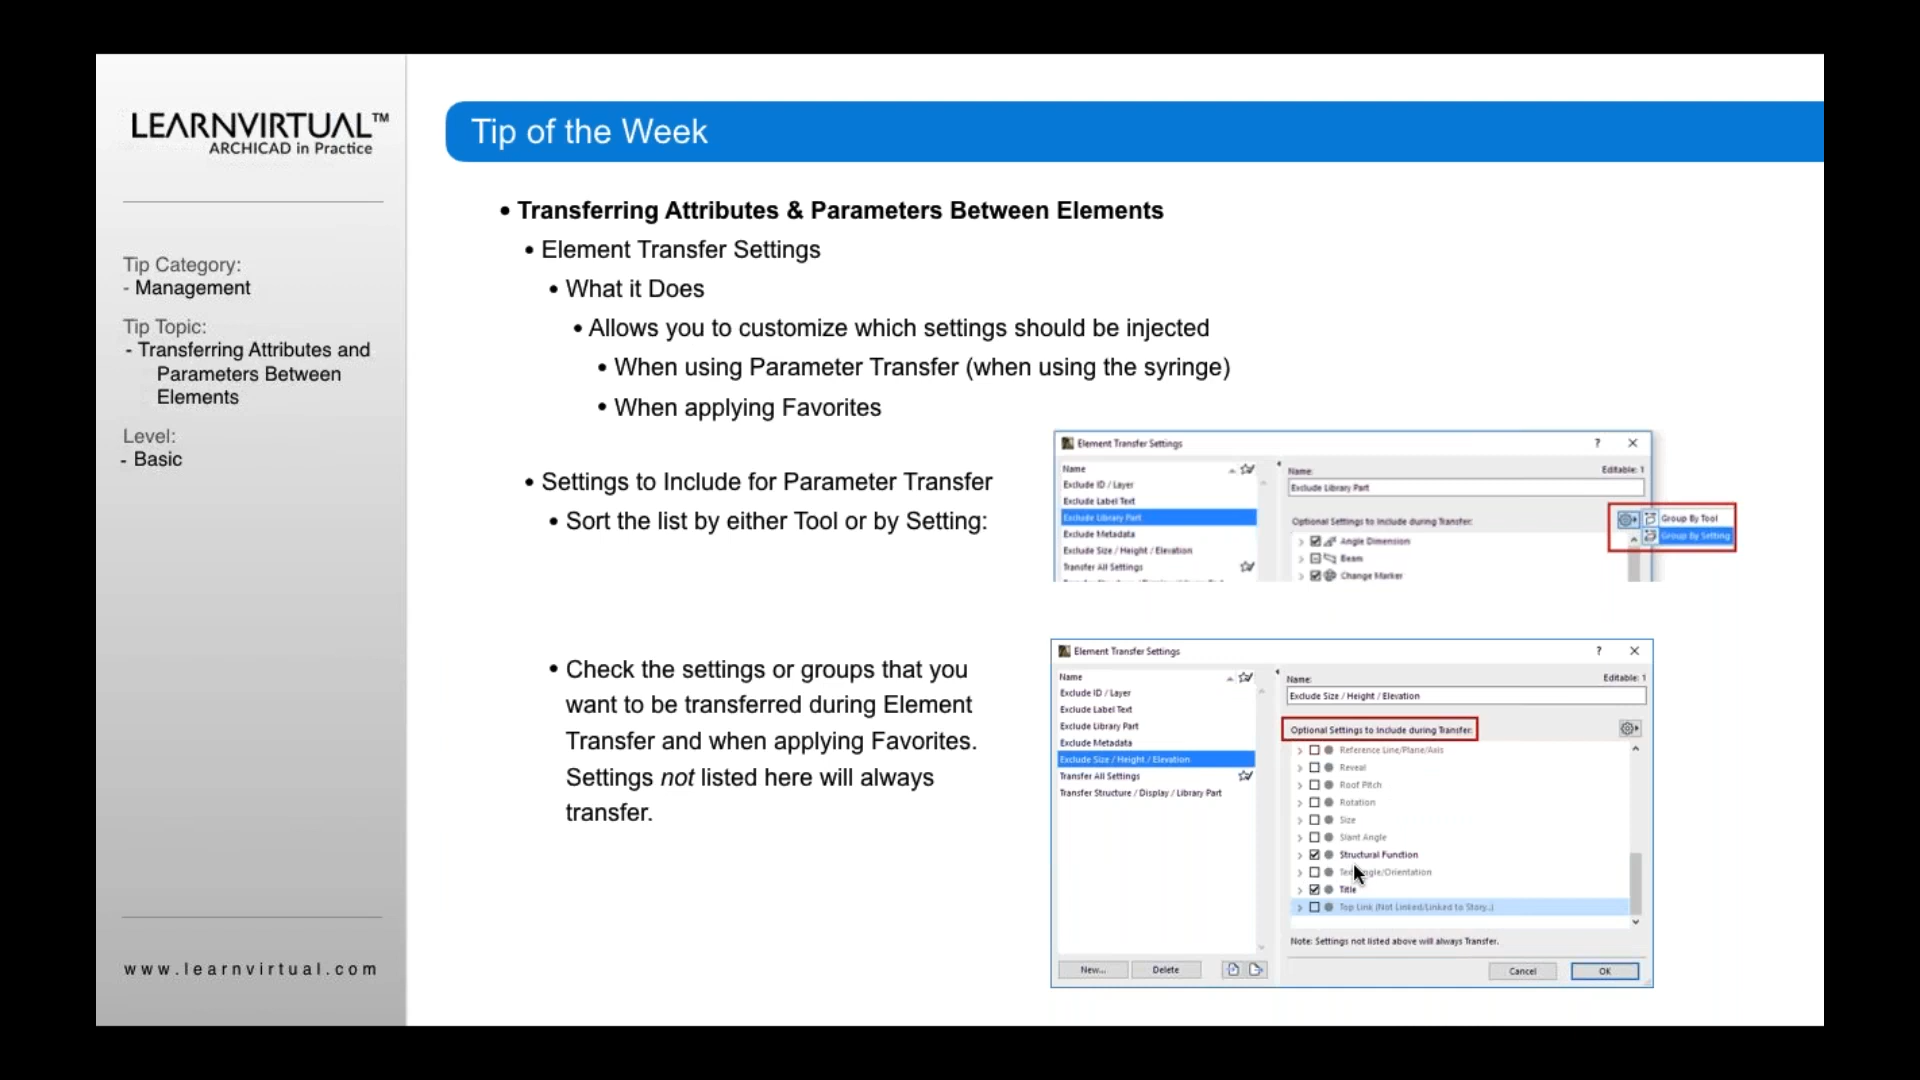 LEARNVIRTUAL™
ARCHICAD in Practice
Tip Category:
- Management
Tip Topic:
- Transferring Attributes and
Parameters Between
Elements
Level:
- Basic
www.learnvirtual.com
Tip of the Week
• Transferring Attributes & Parameters Between Elements
• Element Transfer Settings
• What it Does
• Allows you to customize which settings should be injected
• When using Parameter Transfer (when using the syringe)
• When applying Favorites
• Settings to Include for Parameter Transfer
• Sort the list by either Tool or by Setting:
• Check the settings or groups that you
want to be transferred during Element
Transfer and when applying Favorites.
Settings not listed here will always
transfer.
Element Transfer Settings
?
Name
Exclude ID / Layer
Exclude Label Text
Exclude Library Part
Exclude Metadata
Exclude Size / Height / Elevation
Transfer All Settings
Name:
Editable: 1
Exclude Library Part
Optional Settings to Include during Transfer:
Group By Tool
Group By Setting
Angle Dimension
Beam
Change Marker
Element Transfer Settings
?
Name
Exclude ID / Layer
Exclude Label Text
Exclude Library Part
Exclude Metadata
Exclude Size / Height / Elevation
Transfer All Settings
Transfer Structure / Display / Library Part
Name:
Editable: 1
Exclude Size / Height / Elevation
Optional Settings to Include during Transfer:
Reference Line/Plane/Axis
Reveal
Roof Pitch
Rotation
Size
Slant Angle
Structural Function
/Orientation
Title
Top Link (Not Linked/Linked to Story..)
Note: Settings not listed above will always Transfer.
New...
Delete
Cancel
OK